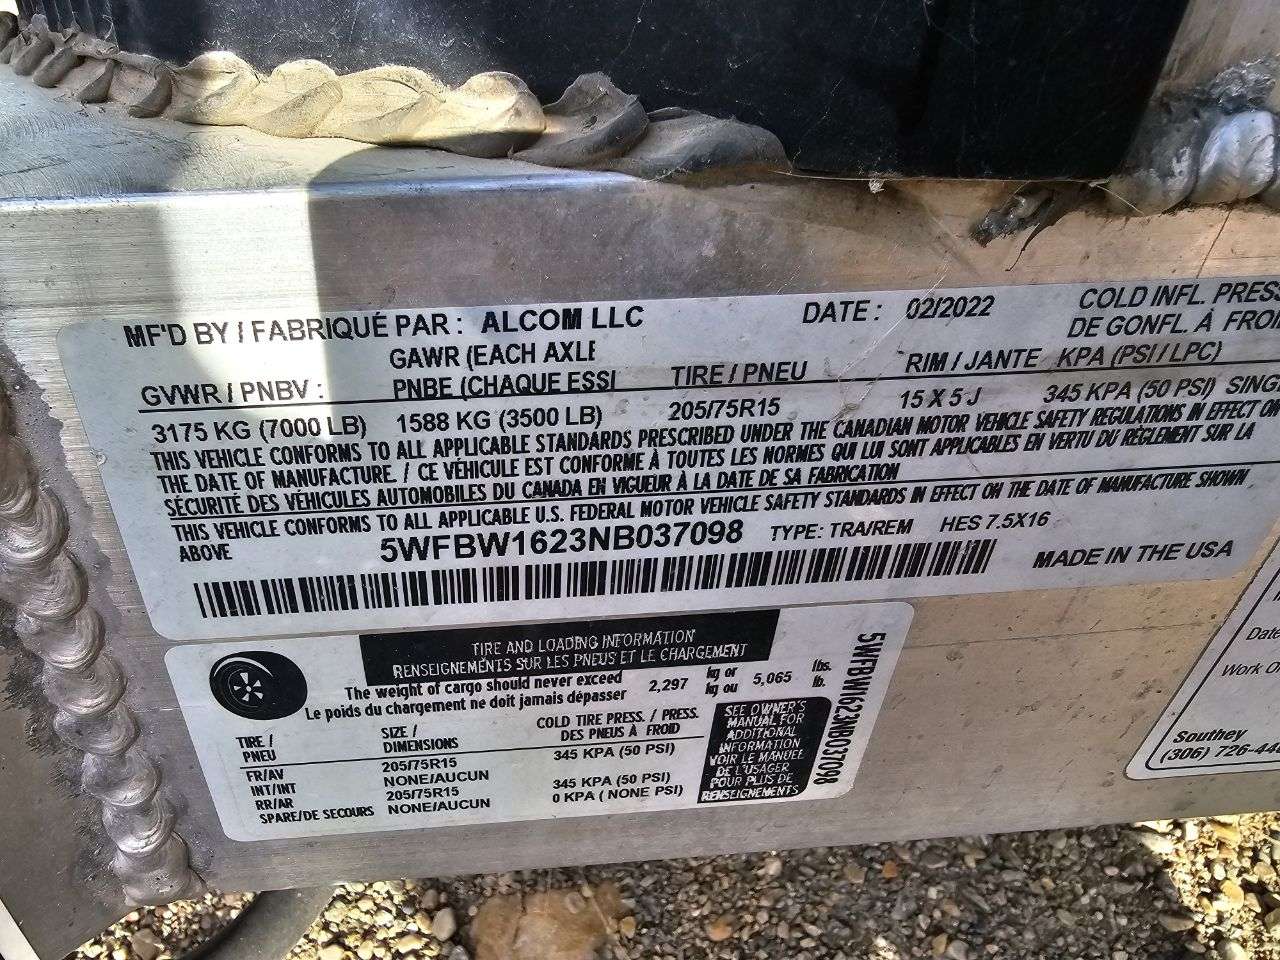 MF'D BY / FABRIQUÉ PAR : ALCOM LLC DATE : 02/2022 COLD INFL. PRESS
GAWR (EACH AXLE DE GONFL. À FROI
GVWR / PNBV : PNBE (CHAQUE ESSI TIRE / PNEU RIM / JANTE KPA (PSI / LPC)
3175 KG (7000 LB) 1588 KG (3500 LB) 205/75R15 15 X 5 J 345 KPA (50 PSI) SING
THIS VEHICLE CONFORMS TO ALL APPLICABLE STANDARDS PRESCRIBED UNDER THE CANADIAN MOTOR VEHICLE SAFETY REGULATIONS IN EFFECT ON
THE DATE OF MANUFACTURE. / CE VÉHICULE EST CONFORME À TOUTES LES NORMES QUI LUI SONT APPLICABLES EN VERTU DU RÈGLEMENT SUR LA
SÉCURITÉ DES VÉHICULES AUTOMOBILES DU CANADA EN VIGUEUR À LA DATE DE SA FABRICATION
THIS VEHICLE CONFORMS TO ALL APPLICABLE U.S. FEDERAL MOTOR VEHICLE SAFETY STANDARDS IN EFFECT ON THE DATE OF MANUFACTURE SHOWN
ABOVE 5WFBW1623NB037098 TYPE: TRA/REM HES 7.5X16
MADE IN THE USA
TIRE AND LOADING INFORMATION
RENSEIGNEMENTS SUR LES PNEUS ET LE CHARGEMENT
The weight of cargo should never exceed 2,297 kg or 5,065 lbs.
Le poids du chargement ne doit jamais dépasser kg ou lb.
TIRE / SIZE / COLD TIRE PRESS. / PRESS.
PNEU DIMENSIONS DES PNEUS À FROID
FR/AV 205/75R15 345 KPA (50 PSI)
INT/INT NONE/AUCUN
RR/AR 205/75R15 345 KPA (50 PSI)
SPARE/DE SECOURS NONE/AUCUN 0 KPA ( NONE PSI)
SEE OWNER'S
MANUAL FOR
ADDITIONAL
INFORMATION
VOIR LE MANUEL
DE L'USAGER
POUR PLUS DE
RENSEIGNEMENTS
5WFBW1623NB037098
Date
Work O
Southey
(306) 726-44